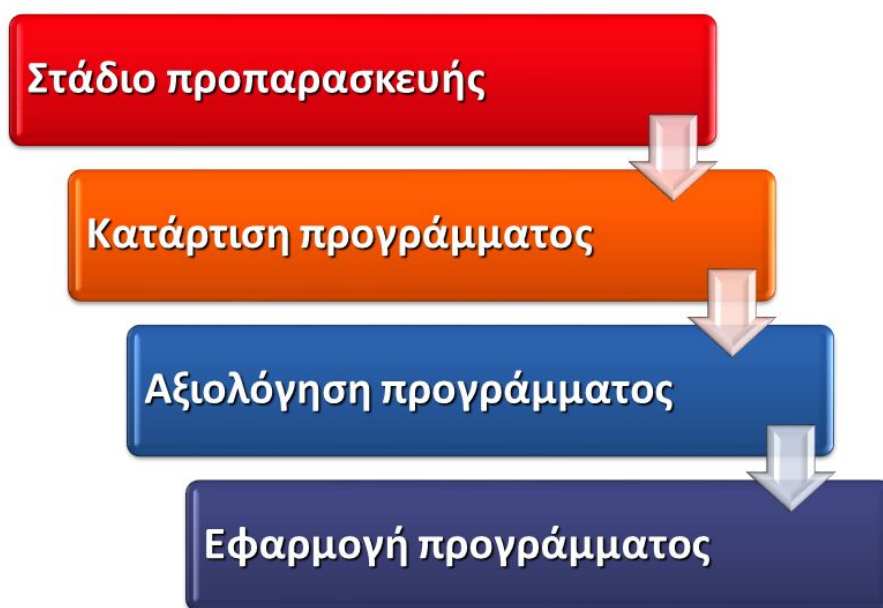 Στάδιο προπαρασκευής
Κατάρτιση προγράμματος
Αξιολόγηση προγράμματος
Εφαρμογή προγράμματος